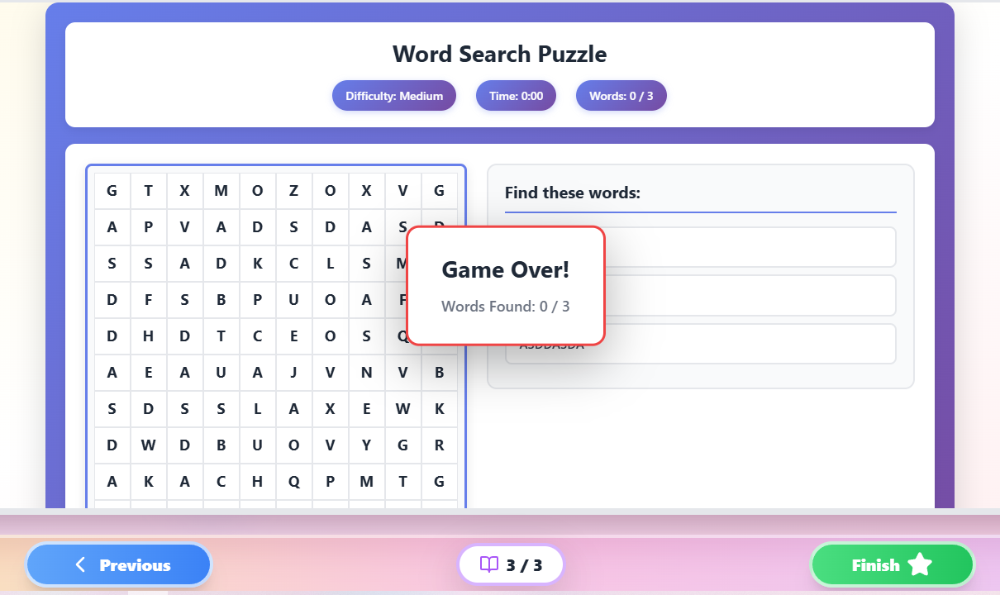 Word Search Puzzle
Difficulty: Medium Time: 0:00 Words: 0 / 3
G T X M O Z O X V G
A P V A D S D A S D
S S A D K C L S M
D F S B P U O A F
D H D T C E O S Q
A E A U A J V N V B
S D S S L A X E W K
D W D B U O V Y G R
A K A C H Q P M T G
Find these words:
ASDDASDA
Game Over!
Words Found: 0 / 3
Previous
3 / 3
Finish